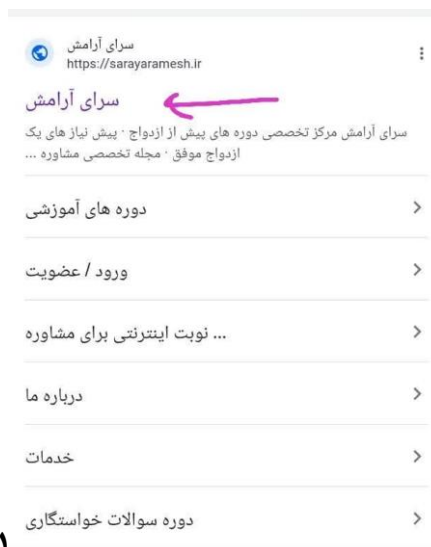 سرای آرامش
https://sarayaramesh.ir
سرای آرامش
سرای آرامش مرکز تخصصی دوره های پیش از ازدواج · پیش نیاز های یک
ازدواج موفق · مجله تخصصی مشاوره ...
دوره های آموزشی
ورود / عضویت
... نوبت اینترنتی برای مشاوره
درباره ما
خدمات
دوره سوالات خواستگاری